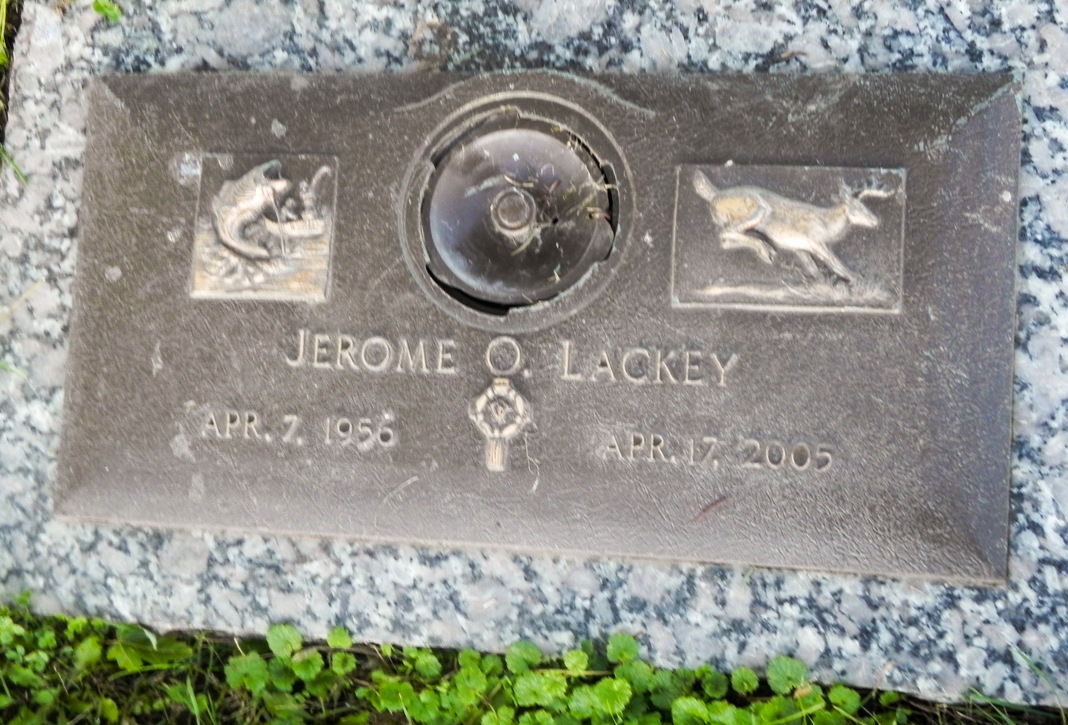 JEROME O. LACKEY
APR. 7, 1956 APR. 17, 2005